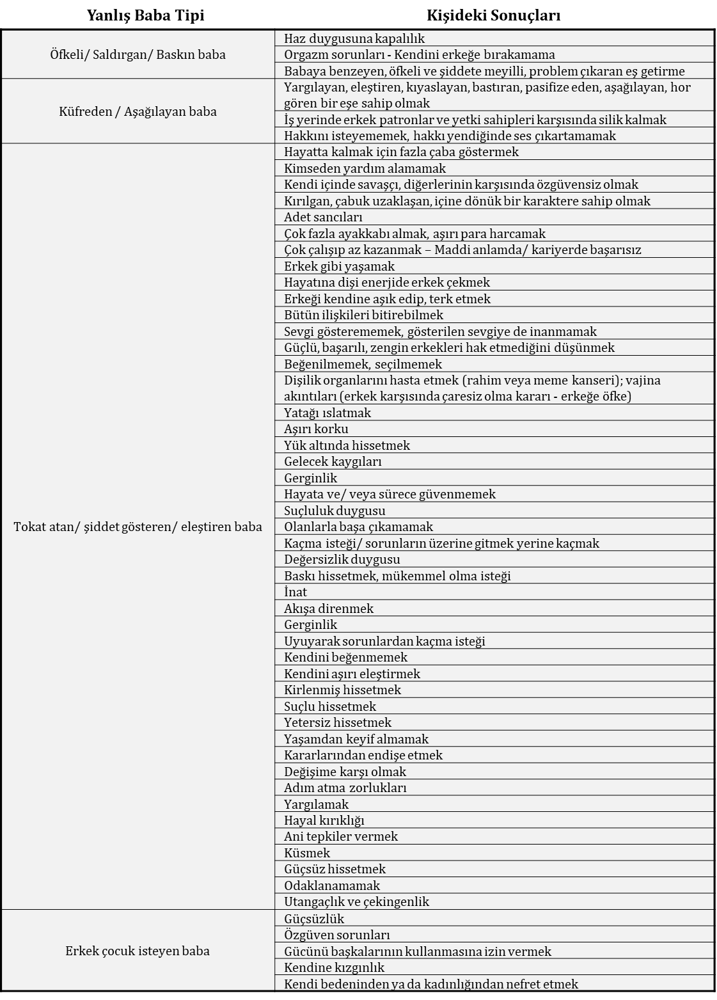 Yanlış Baba Tipi
Kişideki Sonuçları
Öfkeli/ Saldırgan/ Baskın baba
Haz duygusuna kapalılık
Orgazm sorunları - Kendini erkeğe bırakamama
Babaya benzeyen, öfkeli ve şiddete meyilli, problem çıkaran eş getirme
Küfreden / Aşağılayan baba
Yargılayan, eleştiren, kıyaslayan, bastıran, pasifize eden, aşağılayan, hor
gören bir eşe sahip olmak
İş yerinde erkek patronlar ve yetki sahipleri karşısında silik kalmak
Hakkını isteyememek, hakkı yendiğinde ses çıkartamamak
Tokat atan/ şiddet gösteren/ eleştiren baba
Hayatta kalmak için fazla çaba göstermek
Kimseden yardım alamamak
Kendi içinde savaşçı, diğerlerinin karşısında özgüvensiz olmak
Kırılgan, çabuk uzaklaşan, içine dönük bir karaktere sahip olmak
Adet sancıları
Çok fazla ayakkabı almak, aşırı para harcamak
Çok çalışıp az kazanmak – Maddi anlamda/ kariyerde başarısız
Erkek gibi yaşamak
Hayatına dişi enerjide erkek çekmek
Erkeği kendine aşık edip, terk etmek
Bütün ilişkileri bitirebilmek
Sevgi gösterememek, gösterilen sevgiye de inanmamak
Güçlü, başarılı, zengin erkekleri hak etmediğini düşünmek
Beğenilmemek, seçilmemek
Dişilik organlarını hasta etmek (rahim veya meme kanseri); vajina
akıntıları (erkek karşısında çaresiz olma kararı - erkeğe öfke)
Yatağı ıslatmak
Aşırı korku
Yük altında hissetmek
Gelecek kaygıları
Gerginlik
Hayata ve/ veya sürece güvenmemek
Suçluluk duygusu
Olanlarla başa çıkamamak
Kaçma isteği/ sorunların üzerine gitmek yerine kaçmak
Değersizlik duygusu
Baskı hissetmek, mükemmel olma isteği
İnat
Akışa direnmek
Gerginlik
Uyuyarak sorunlardan kaçma isteği
Kendini beğenmemek
Kendini aşırı eleştirmek
Kirlenmiş hissetmek
Suçlu hissetmek
Yetersiz hissetmek
Yaşamdan keyif almamak
Kararlarından endişe etmek
Değişime karşı olmak
Adım atma zorlukları
Yargılamak
Hayal kırıklığı
Ani tepkiler vermek
Küsmek
Güçsüz hissetmek
Odaklanamamak
Utangaçlık ve çekingenlik
Erkek çocuk isteyen baba
Güçsüzlük
Özgüven sorunları
Gücünü başkalarının kullanmasına izin vermek
Kendine kızgınlık
Kendi bedeninden ya da kadınlığından nefret etmek